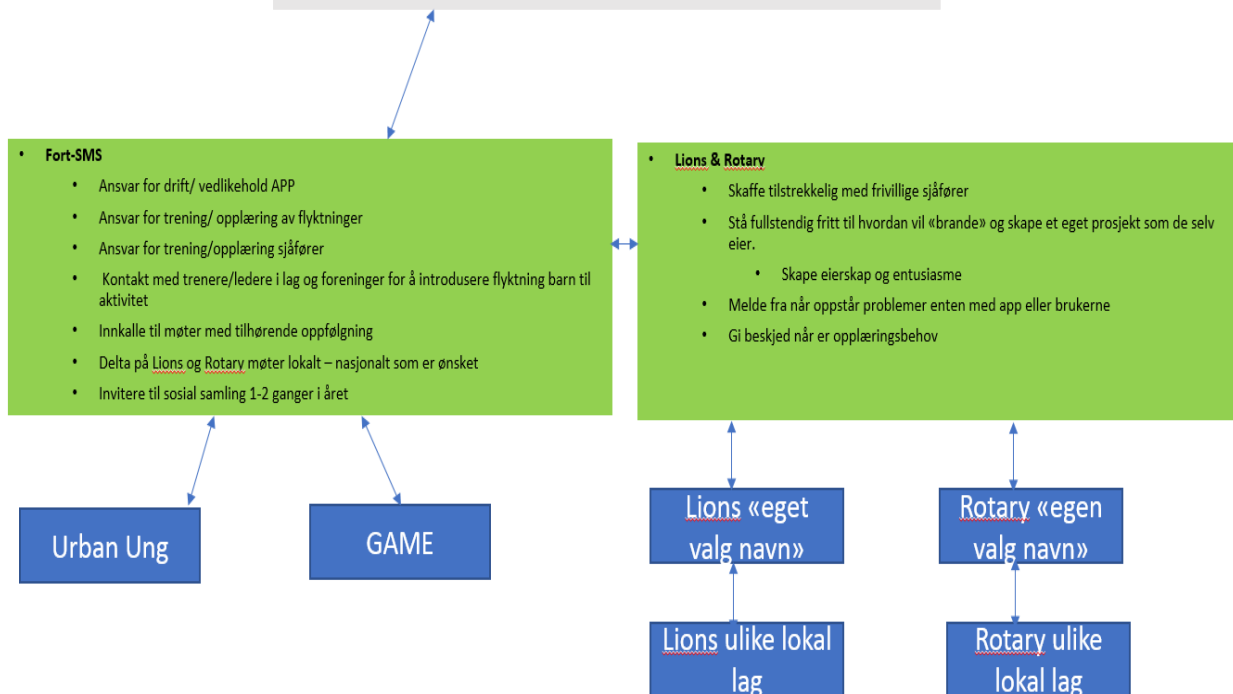 Fort-SMS
Ansvar for drift/ vedlikehold APP
Ansvar for trening/ opplæring av flyktninger
Ansvar for trening/opplæring sjåfører
Kontakt med trenere/ledere i lag og foreninger for å introdusere flyktning barn til
aktivitet
Innkalle til møter med tilhørende oppfølgning
Delta på Lions og Rotary møter lokalt – nasjonalt som er ønsket
Invitere til sosial samling 1-2 ganger i året
Lions & Rotary
Skaffe tilstrekkelig med frivillige sjåfører
Stå fullstendig fritt til hvordan vil «brande» og skape et eget prosjekt som de selv
eier.
Skape eierskap og entusiasme
Melde fra når oppstår problemer enten med app eller brukerne
Gi beskjed når er opplæringsbehov
Urban Ung
GAME
Lions «eget
valg navn»
Rotary «egen
valg navn»
Lions ulike lokal
lag
Rotary ulike
lokal lag